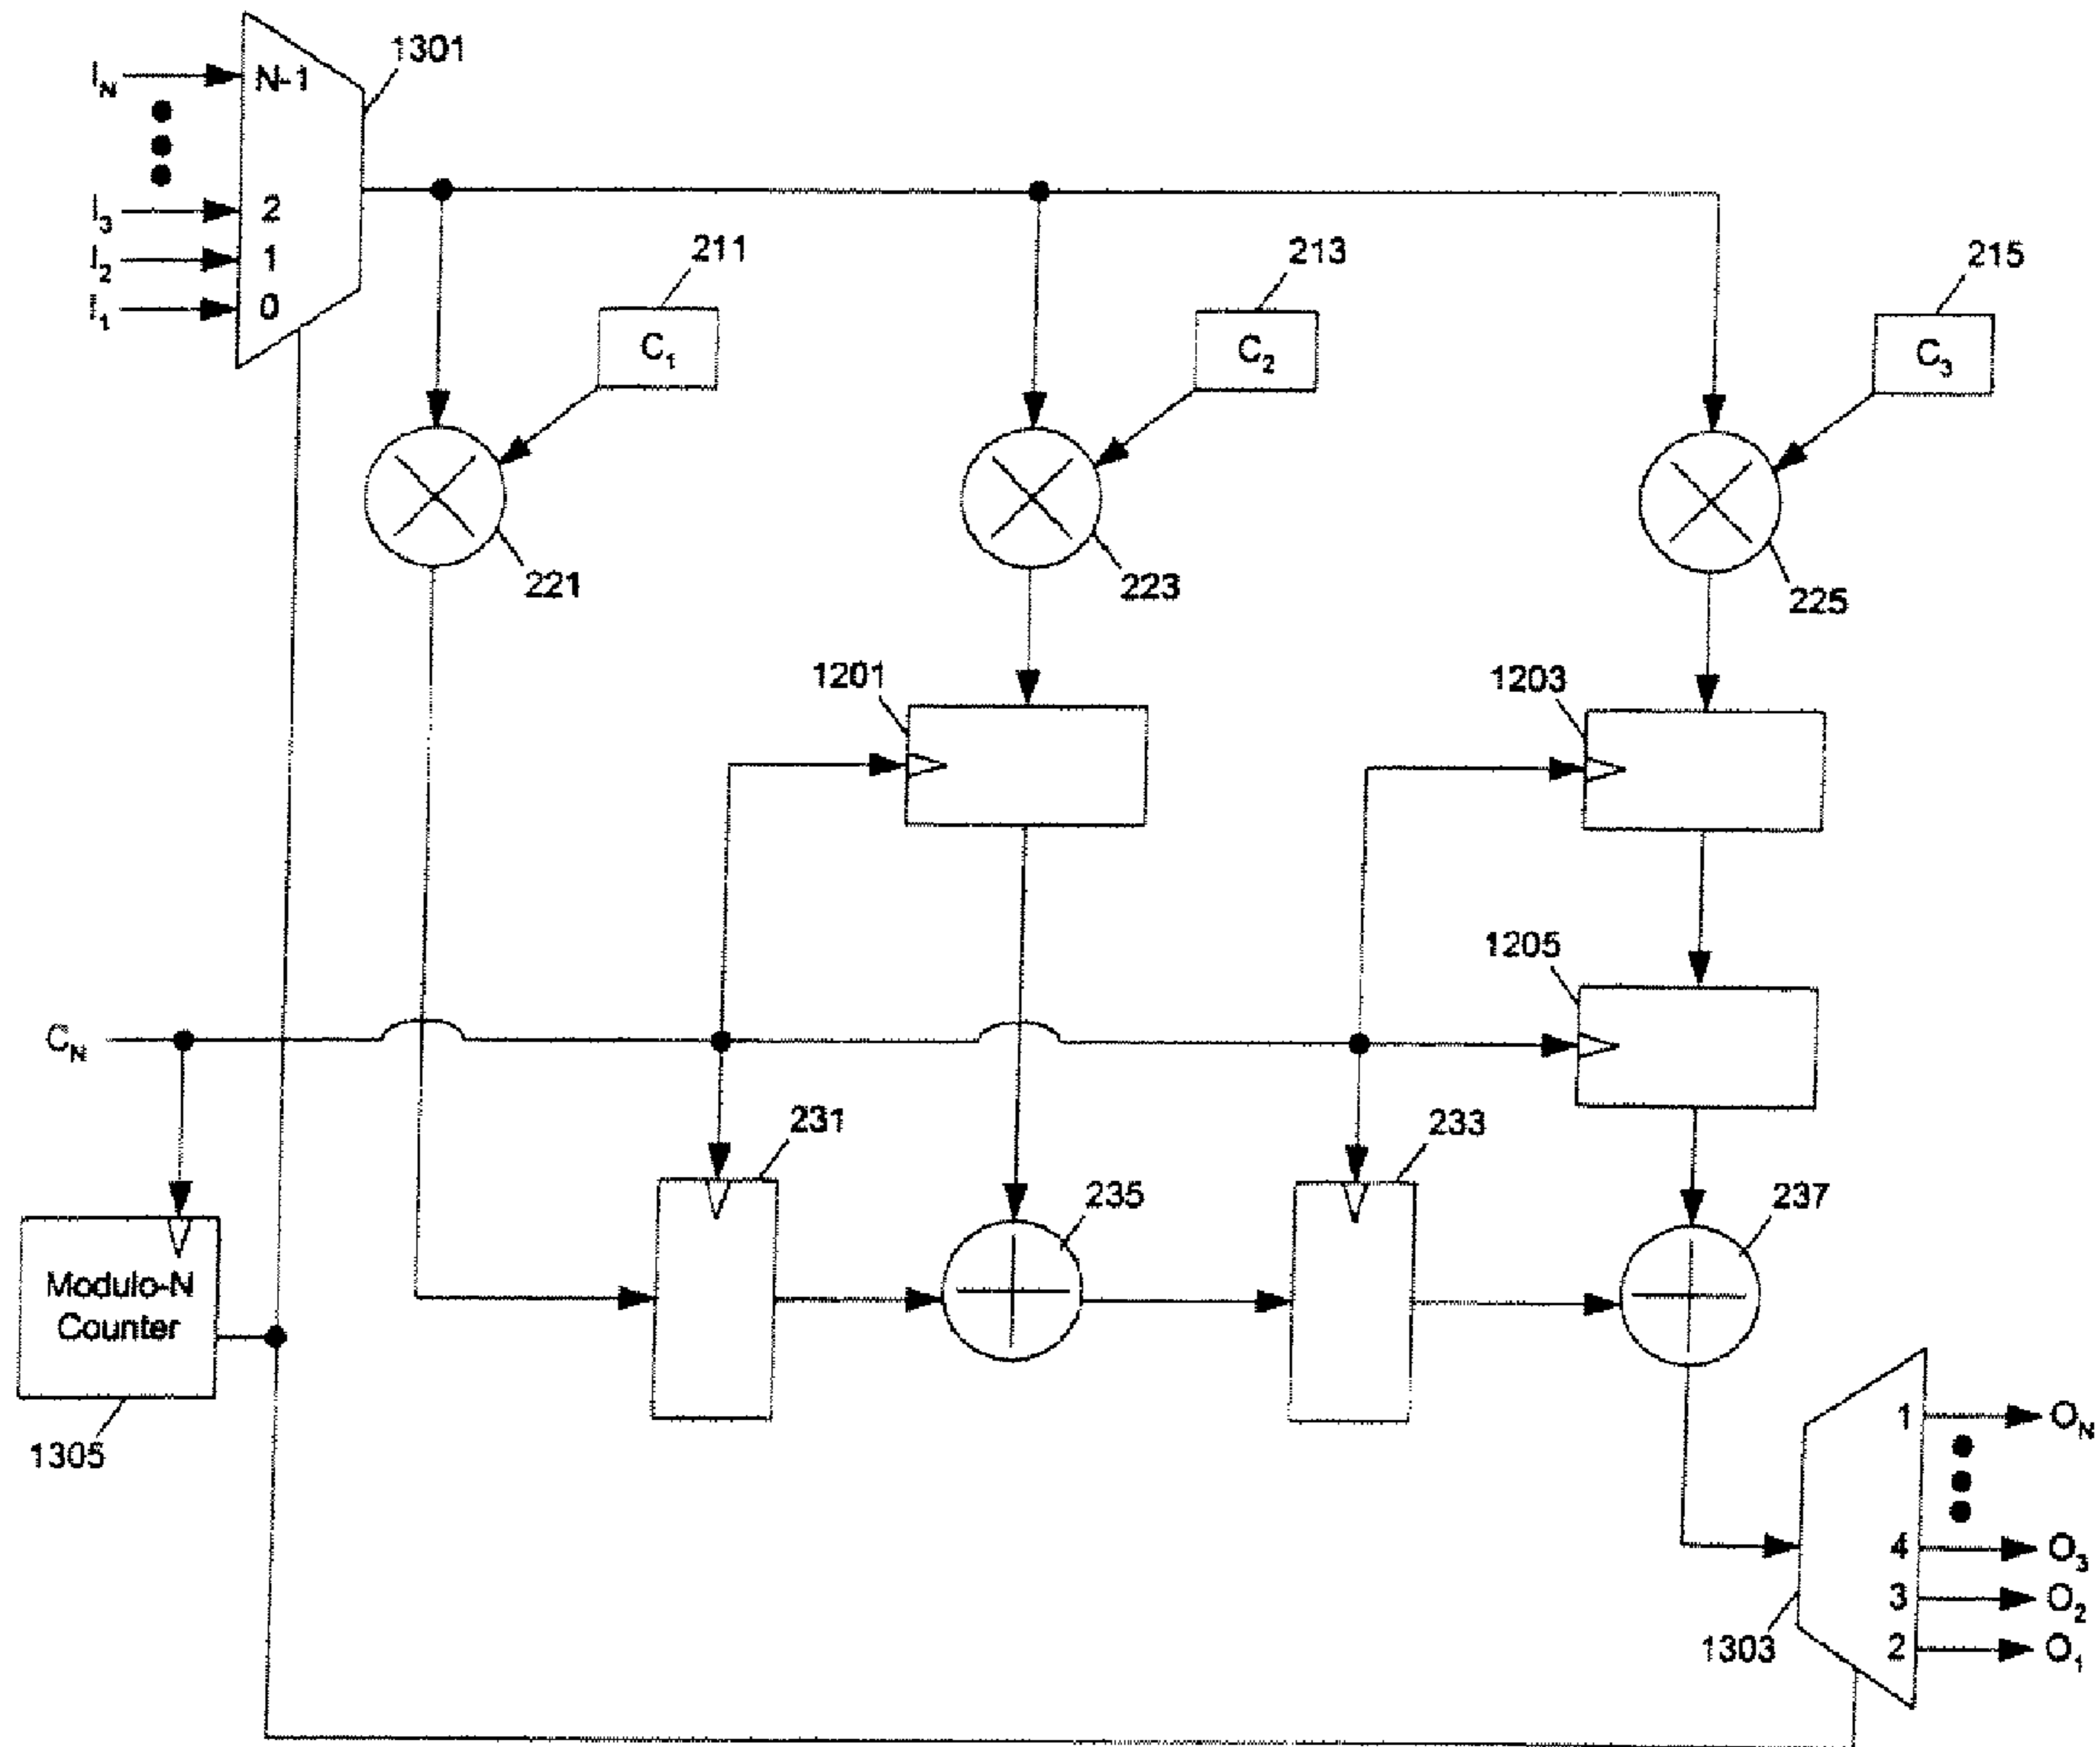 1301
I_N
N-1
I_3
2
I_2
1
I_1
0
211
213
215
C_1
C_2
C_3
221
223
225
1201
1203
1205
C_N
231
233
235
237
Modulo-N
Counter
1305
1
O_N
4
O_3
3
O_2
1303
2
O_1